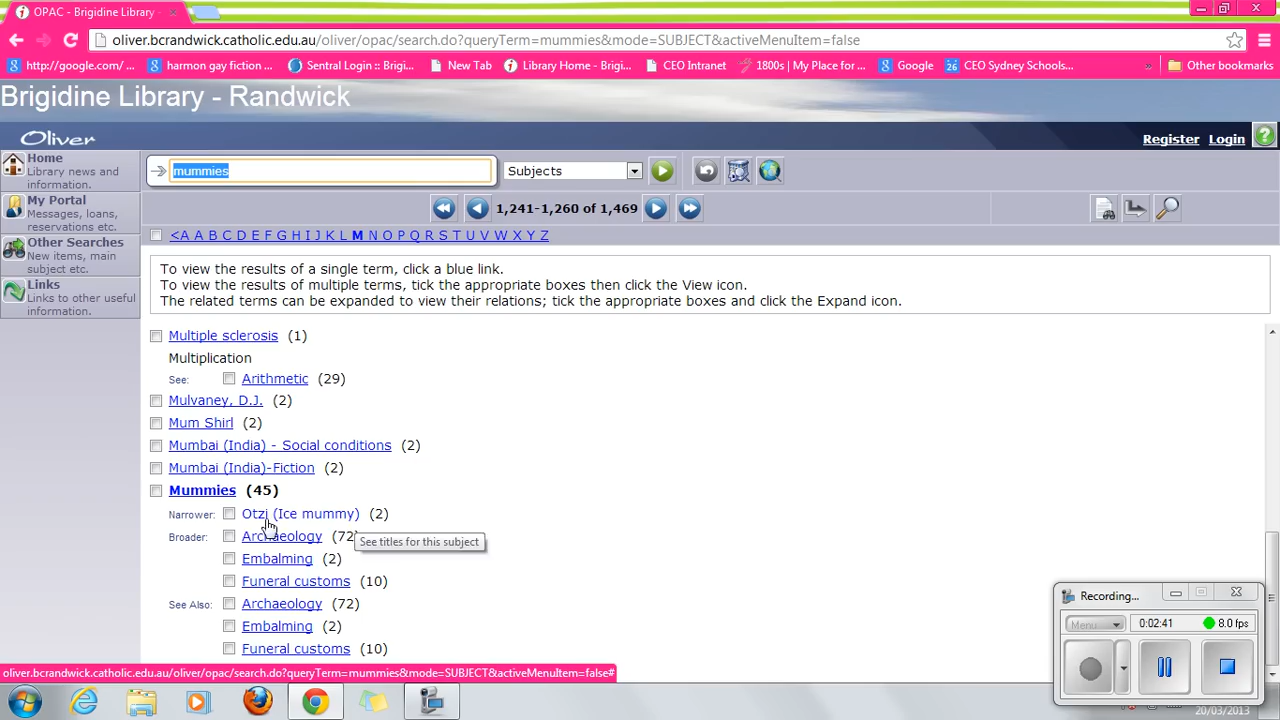 OPAC - Brigidine Library -
oliver.bcrandwick.catholic.edu.au/oliver/opac/search.do?queryTerm=mummies&mode=SUBJECT&activeMenuItem=false
http://google.com/ ... harmon gay fiction ... Sentral Login :: Brigi... New Tab Library Home - Brigi... CEO Intranet 1800s | My Place for ... Google CEO Sydney Schools... » Other bookmarks
Brigidine Library - Randwick
Oliver Register Login
Home
Library news and
information.
My Portal
Messages, loans,
reservations etc.
Other Searches
New items, main
subject etc.
Links
Links to other useful
information.
mummies Subjects
1,241-1,260 of 1,469
<A A B C D E F G H I J K L M N O P Q R S T U V W X Y Z
To view the results of a single term, click a blue link.
To view the results of multiple terms, tick the appropriate boxes then click the View icon.
The related terms can be expanded to view their relations; tick the appropriate boxes and click the Expand icon.
Multiple sclerosis (1)
Multiplication
See: Arithmetic (29)
Mulvaney, D.J. (2)
Mum Shirl (2)
Mumbai (India) - Social conditions (2)
Mumbai (India)-Fiction (2)
Mummies (45)
Narrower: Otzi (Ice mummy) (2)
Broader: Archaeology (72)
See titles for this subject
Embalming (2)
Funeral customs (10)
See Also: Archaeology (72)
Embalming (2)
Funeral customs (10)
Recording...
Menu 0:02:41 8.0 fps
oliver.bcrandwick.catholic.edu.au/oliver/opac/search.do?queryTerm=mummies&mode=SUBJECT&activeMenuItem=false#
20/03/2013